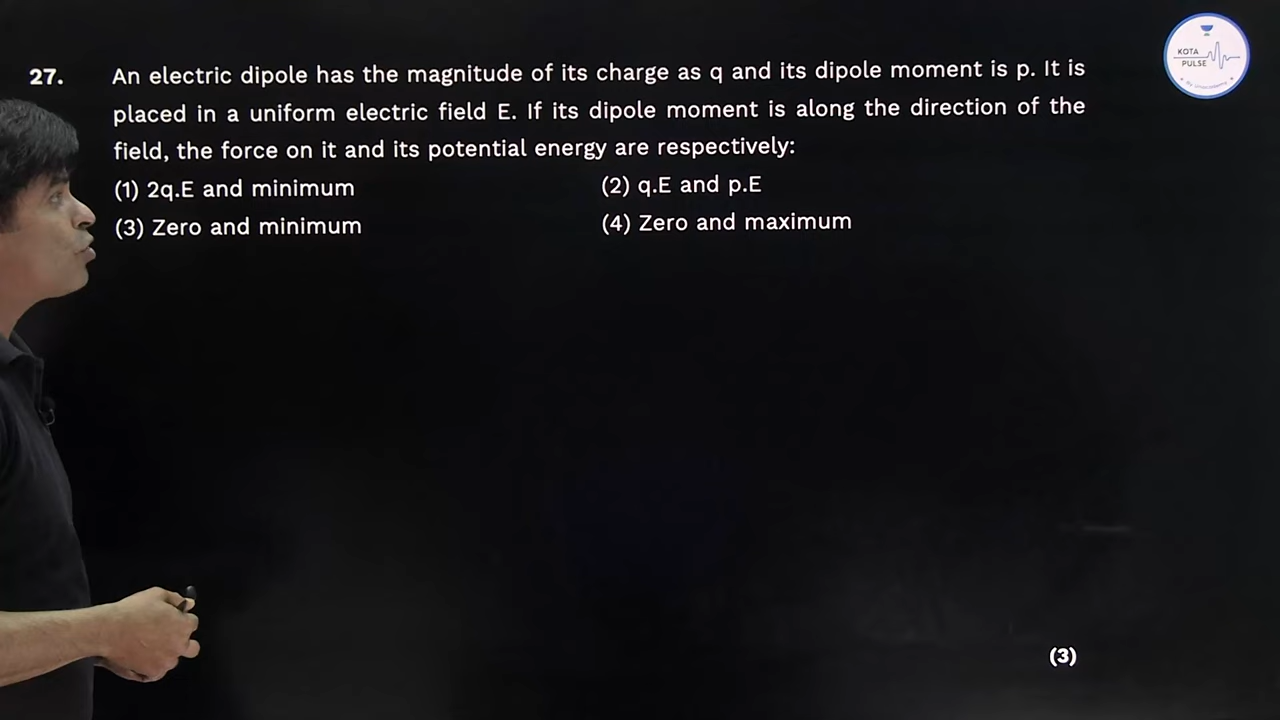 KOTA
PULSE
27. An electric dipole has the magnitude of its charge as q and its dipole moment is p. It is
placed in a uniform electric field E. If its dipole moment is along the direction of the
field, the force on it and its potential energy are respectively:
(1) 2q.E and minimum (2) q.E and p.E
(3) Zero and minimum (4) Zero and maximum
(3)